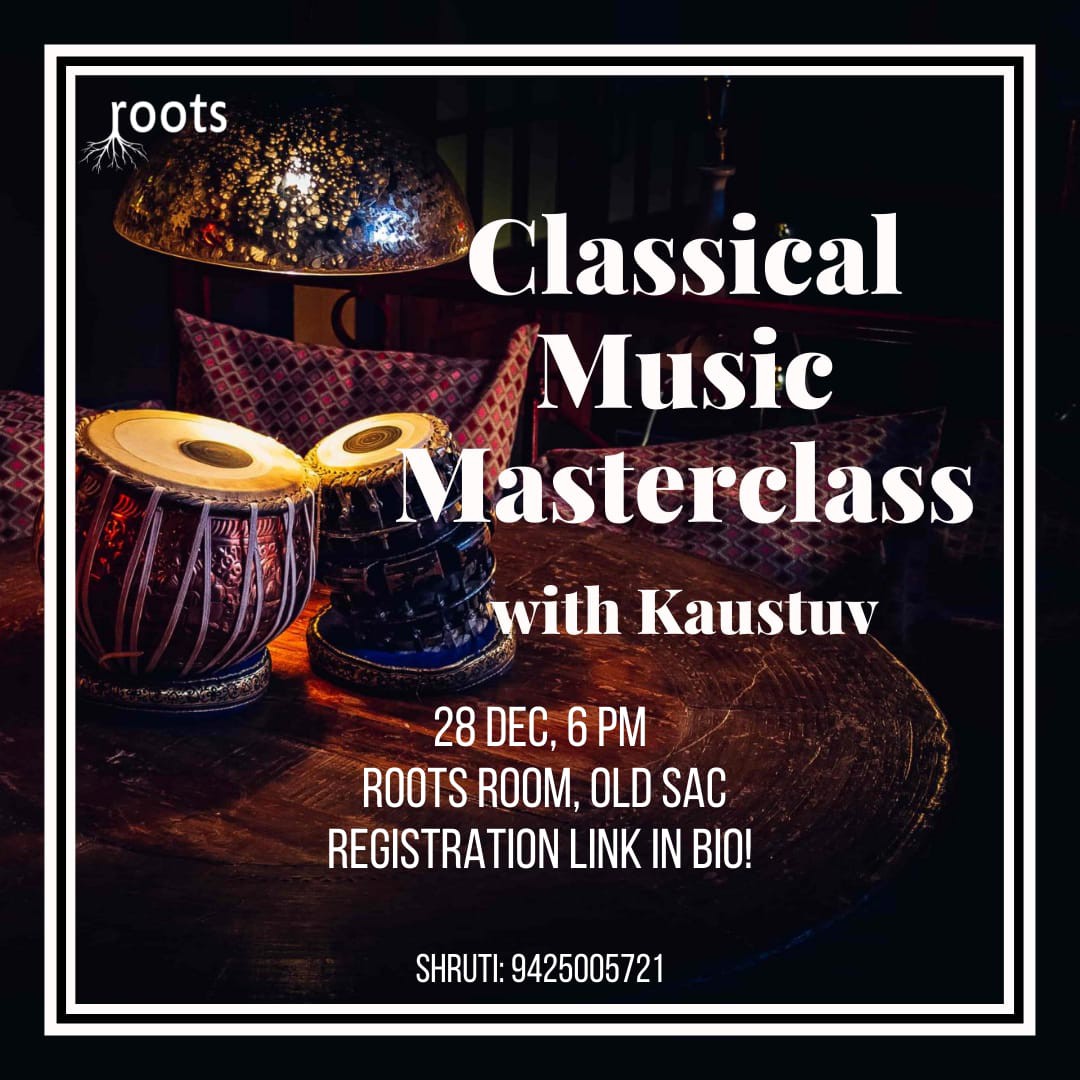 roots
Classical
Music
Masterclass
with Kaustuv
28 DEC, 6 PM
ROOTS ROOM, OLD SAC
REGISTRATION LINK IN BIO!
SHRUTI: 9425005721